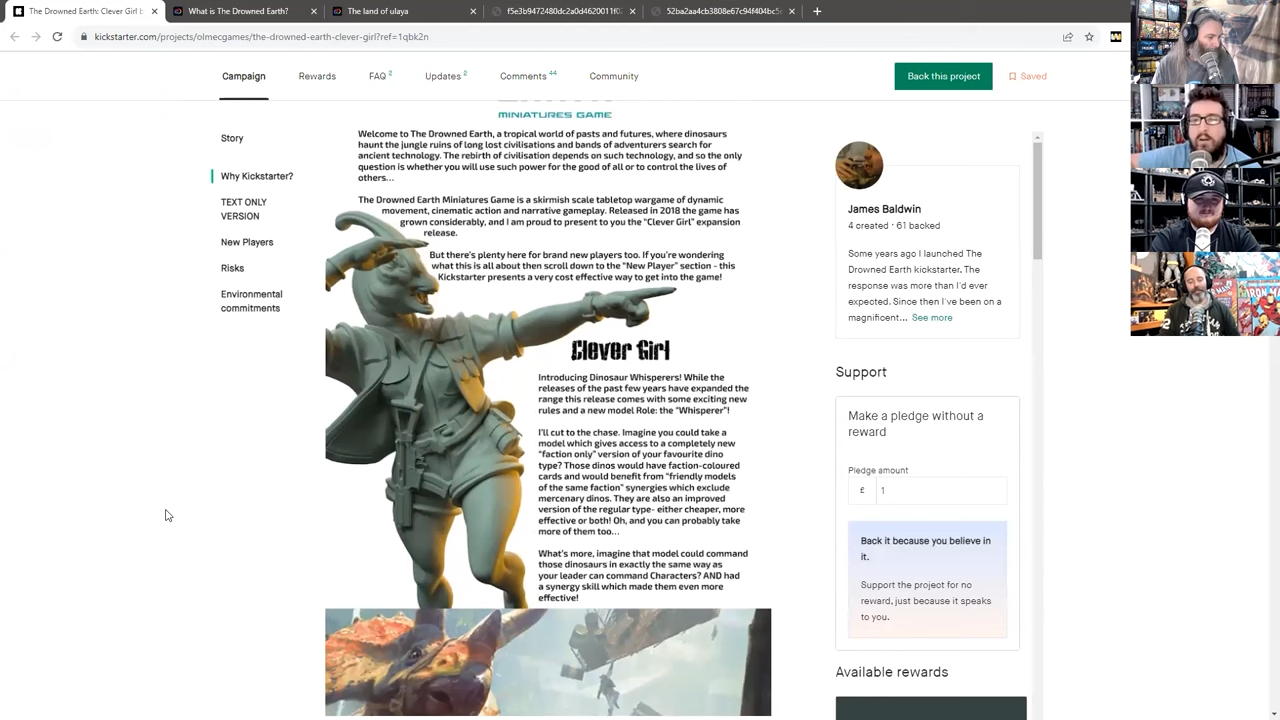 The Drowned Earth: Clever Girl b
What is The Drowned Earth?
The land of ulaya
f5e3b9472480dc2a0d4620011f0
52ba2aa4cb3808e67c94f404bc5
kickstarter.com/projects/olmecgames/the-drowned-earth-clever-girl?ref=1qbk2n
Campaign
Rewards
FAQ 2
Updates 2
Comments 44
Community
Back this project
Saved
Story
Why Kickstarter?
TEXT ONLY
VERSION
New Players
Risks
Environmental
commitments
MINIATURES GAME
Welcome to The Drowned Earth, a tropical world of pasts and futures, where dinosaurs
haunt the jungle ruins of long lost civilisations and bands of adventurers search for
ancient technology. The rebirth of civilisation depends on such technology, and so the only
question is whether you will use such power for the good of all or to control the lives of
others...
The Drowned Earth Miniatures Game is a skirmish scale tabletop wargame of dynamic
movement, cinematic action and narrative gameplay. Released in 2018 the game has
grown considerably, and I am proud to present to you the “Clever Girl” expansion
release.
But there’s plenty here for brand new players too. If you’re wondering
what this is all about then scroll down to the “New Player” section - this
Kickstarter presents a very cost effective way to get into the game!
Clever Girl
Introducing Dinosaur Whisperers! While the
releases of the past few years have expanded the
range this release comes with some exciting new
rules and a new model Role: the “Whisperer”!
I’ll cut to the chase. Imagine you could take a
model which gives access to a completely new
“faction only” version of your favourite dino
type? Those dinos would have faction-coloured
cards and would benefit from “friendly models
of the same faction” synergies which exclude
mercenary dinos. They are also an improved
version of the regular type- either cheaper, more
effective or both! Oh, and you can probably take
more of them too...
What’s more, imagine that model could command
those dinosaurs in exactly the same way as
your leader can command Characters? AND had
a synergy skill which made them even more
effective!
James Baldwin
4 created · 61 backed
Some years ago I launched The
Drowned Earth kickstarter. The
response was more than I'd ever
expected. Since then I've been on a
magnificent... See more
Support
Make a pledge without a
reward
Pledge amount
£ 1
Back it because you believe in
it.
Support the project for no
reward, just because it speaks
to you.
Available rewards
IRON MAN